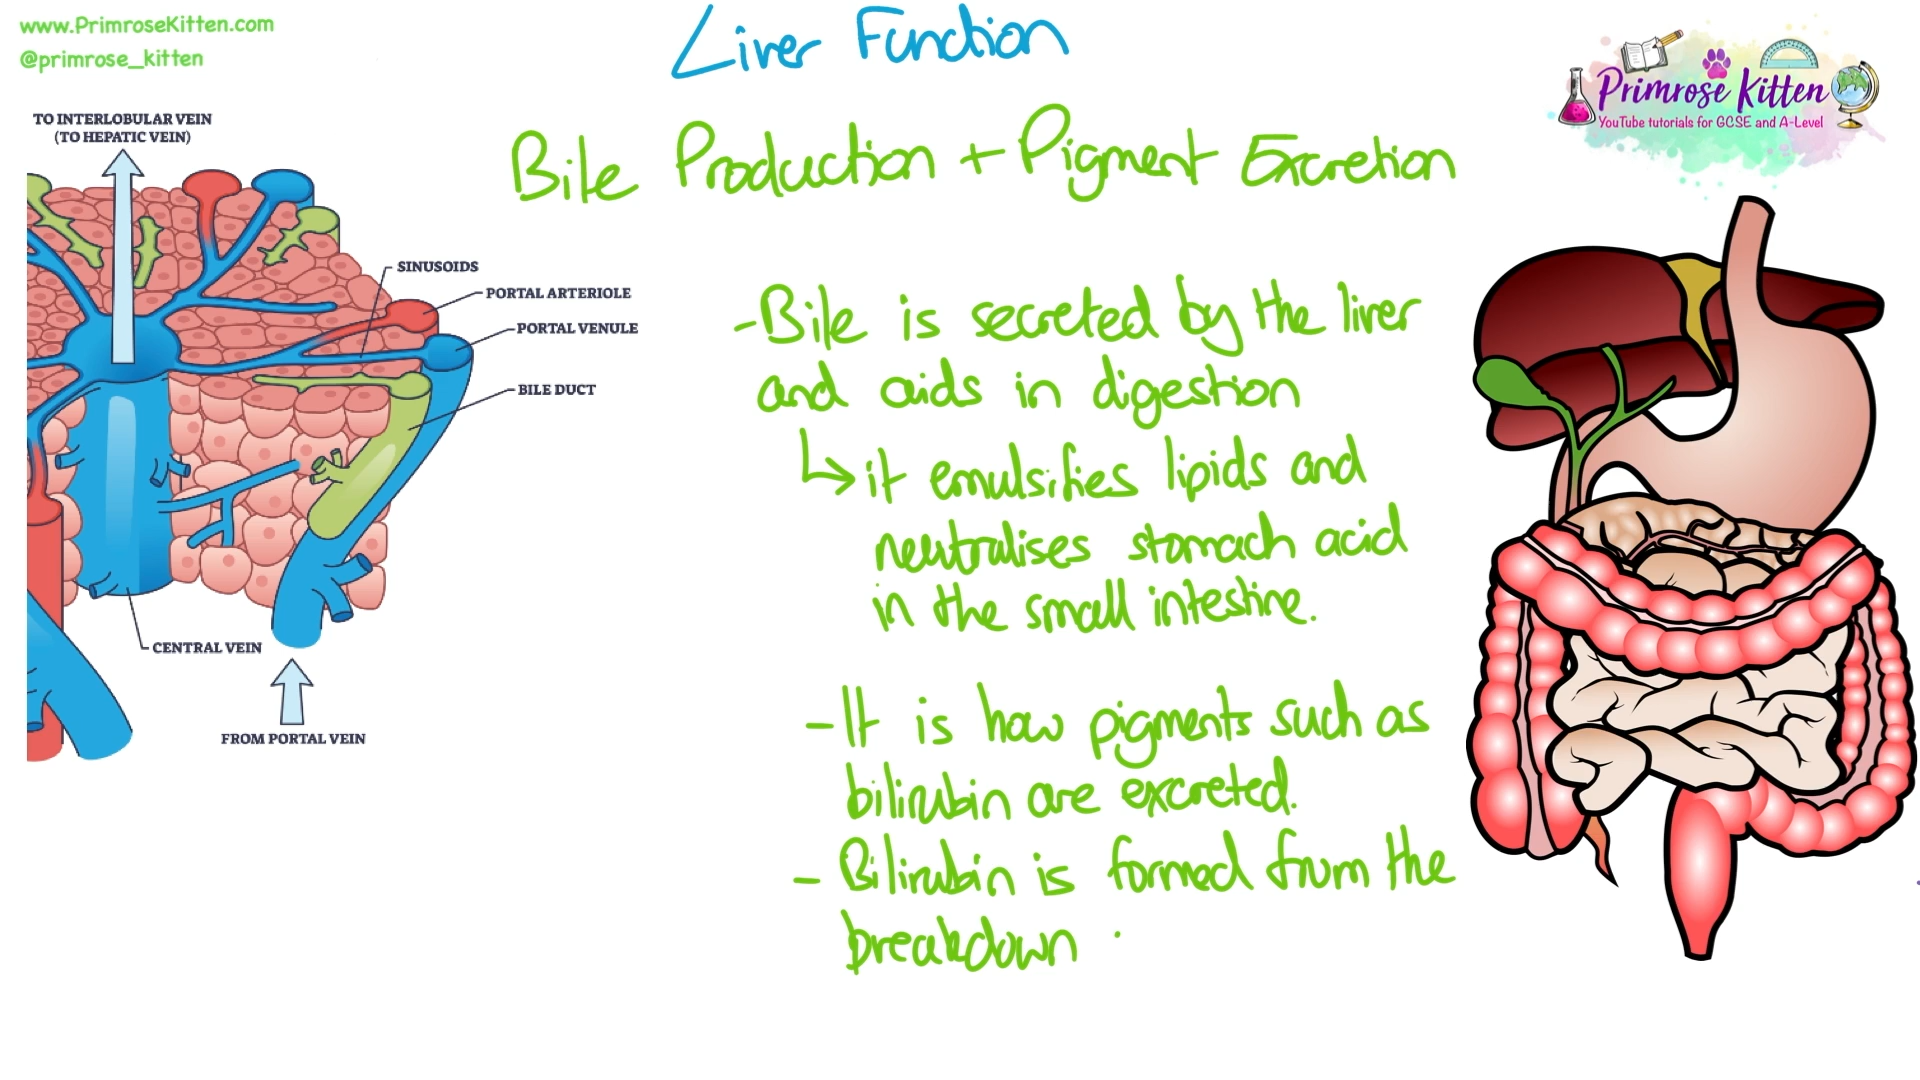 www.PrimroseKitten.com
@primrose_kitten
Liver Function
Primrose Kitten
YouTube tutorials for GCSE and A-Level
Bile Production + Pigment Excretion
TO INTERLOBULAR VEIN
(TO HEPATIC VEIN)
SINUSOIDS
PORTAL ARTERIOLE
PORTAL VENULE
BILE DUCT
CENTRAL VEIN
FROM PORTAL VEIN
- Bile is secreted by the liver
and aids in digestion
↳ it emulsifies lipids and
neutralises stomach acid
in the small intestine.
- It is how pigments such as
bilirubin are excreted.
- Bilirubin is formed from the
breakdown